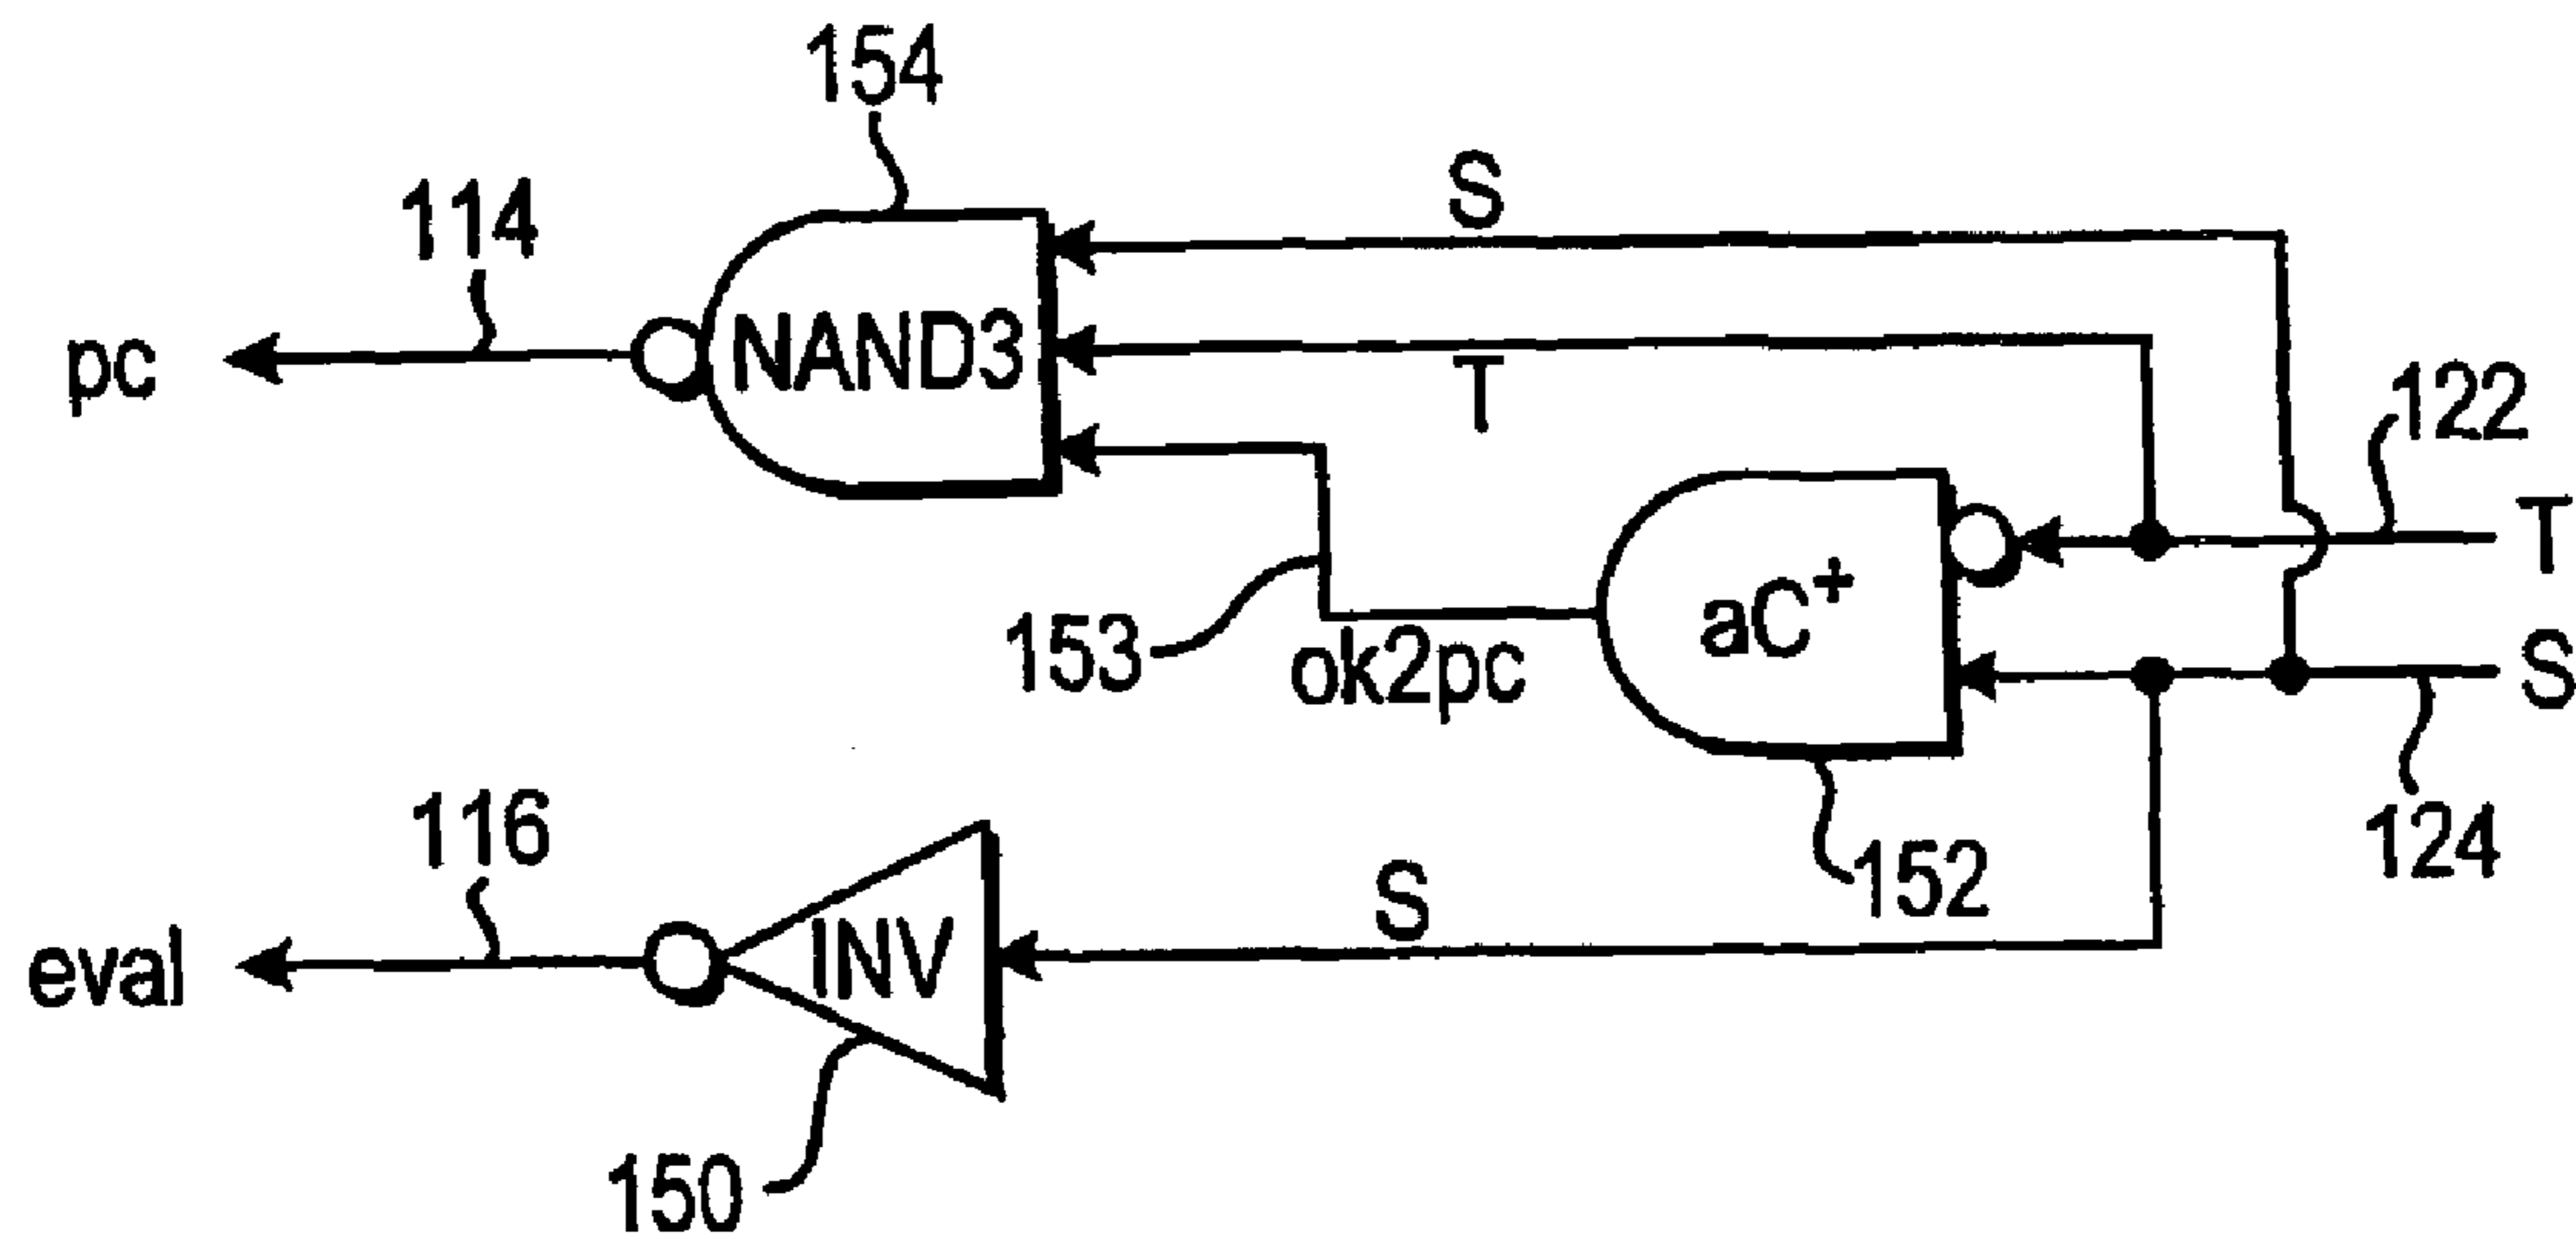 154
114
S
pc
NAND3
T
122
T
aC+
153
ok2pc
S
124
116
152
S
eval
INV
150